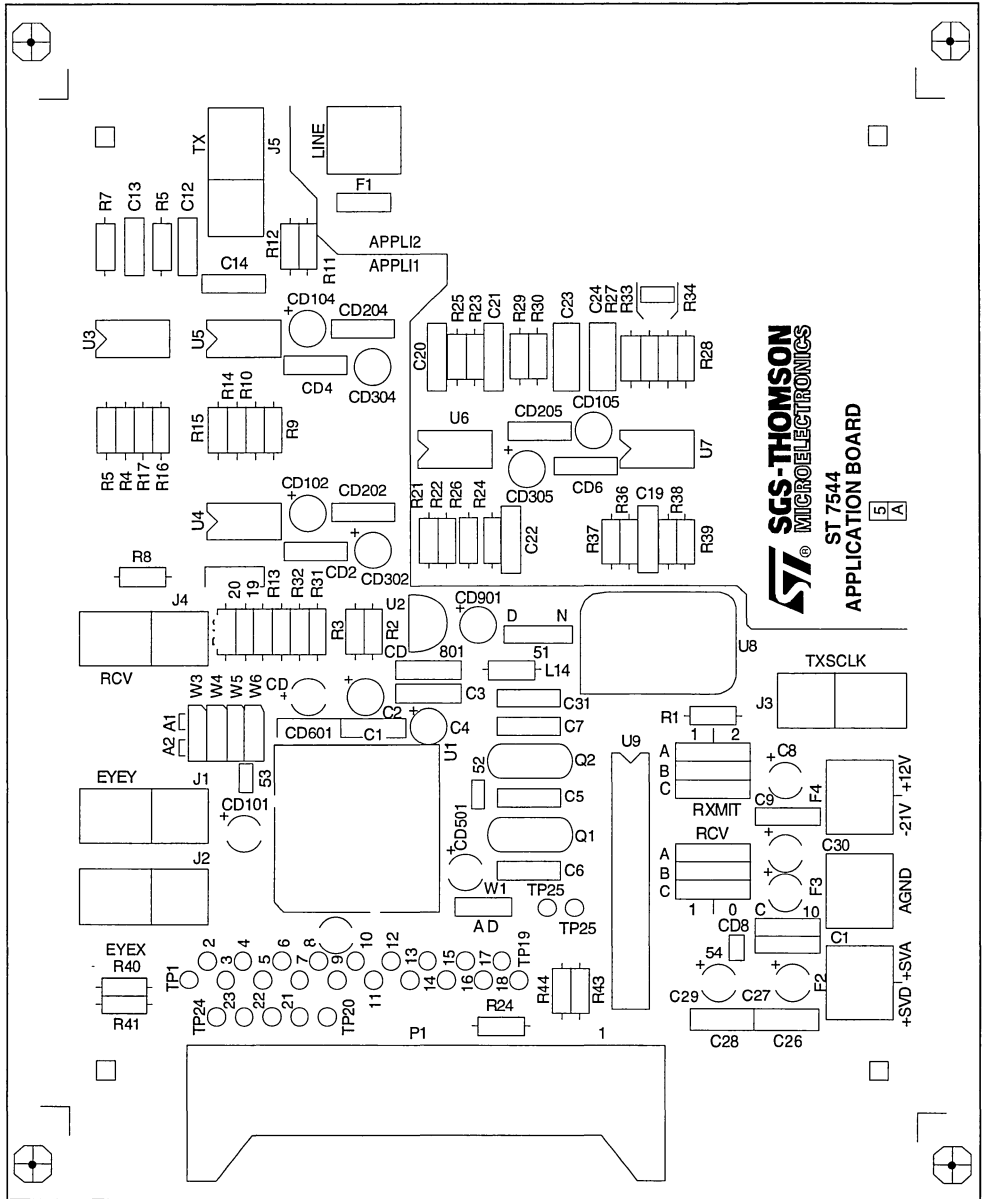 TX
J5
LINE
F1
R7
C13
R5
C12
R12
R11
C14
APPLI2
APPLI1
U3
U5
CD104
+
CD204
CD4
CD304
C20
R25
R23
C21
R29
R30
C23
C24
R27
R33
R34
R28
R5
R4
R17
R16
R15
R14
R10
R9
U6
CD205
CD105
+
CD305
CD6
U7
U4
CD102
+
CD202
CD2
CD302
R21
R22
R26
R24
C22
R37
R36
C19
R38
R39
SGS-THOMSON
® MICROELECTRONICS
ST 7544
APPLICATION BOARD
5
A
R8
J4
RCV
20
19
R13
R32
R31
R3
R2
U2
CD901
+
D N
CD 801
51
L14
U8
TXSCLK
J3
W3
W4
W5
W6
A1
A2
CD
+
C2
C3
C31
CD601
C1
C4
+
C7
U1
R1
1 2
A
B
C
RXMIT
U9
C8
+
C9
F4
+12V
-21V
EYEY
J1
53
CD101
+
52
Q2
C5
CD501
+
Q1
C6
RCV
A
B
C
1 0
+
C30
+
F3
AGND
J2
W1
A D
TP25
TP25
CD8
C 10
C1
54
EYEX
R40
R41
TP1
2
3
4
5
6
7
8
9
10
11
12
13
14
15
16
17
18
TP19
TP24
23
22
21
TP20
R44
R43
R24
+
C29
C27
+
F2
+SVA
+SVD
C28
C26
P1
1